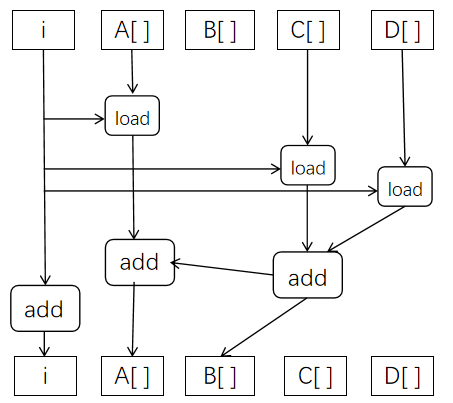 i A[ ] B[ ] C[ ] D[ ]
load
load
load
add
add
add
i A[ ] B[ ] C[ ] D[ ]